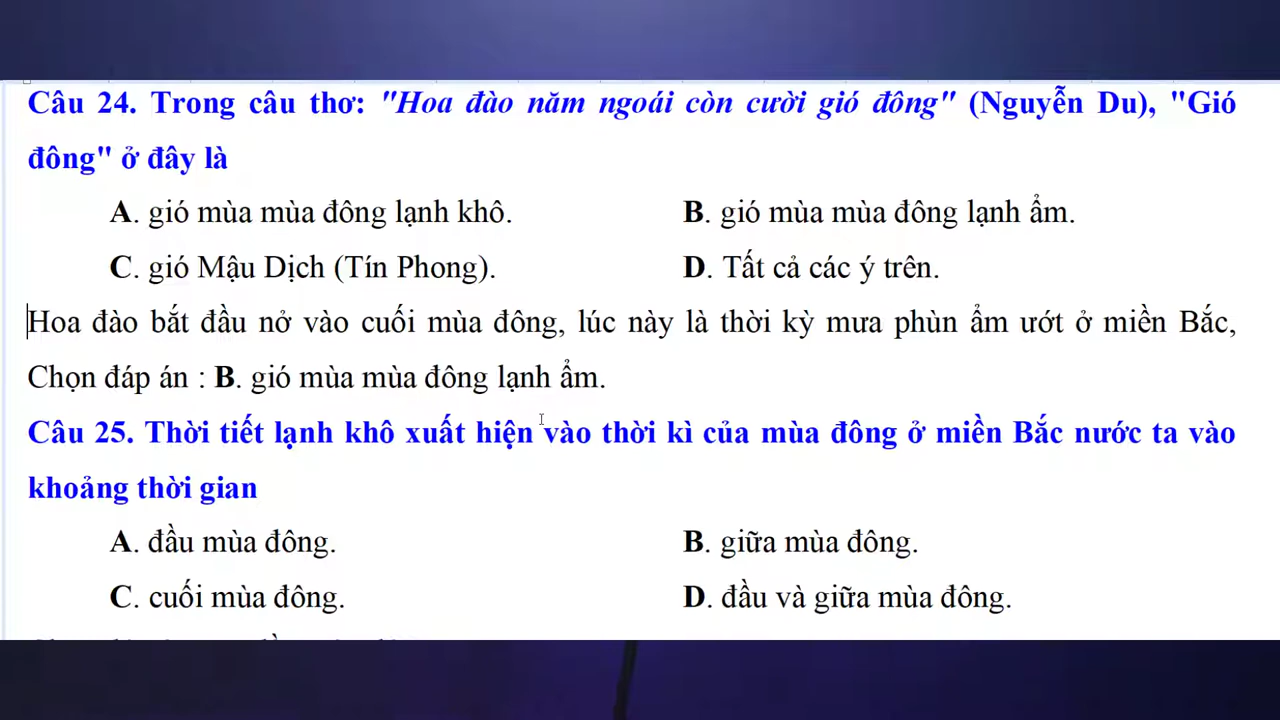 Câu 24. Trong câu thơ: "Hoa đào năm ngoái còn cười gió đông" (Nguyễn Du), "Gió
đông" ở đây là
A. gió mùa mùa đông lạnh khô. B. gió mùa mùa đông lạnh ẩm.
C. gió Mậu Dịch (Tín Phong). D. Tất cả các ý trên.
Hoa đào bắt đầu nở vào cuối mùa đông, lúc này là thời kỳ mưa phùn ẩm ướt ở miền Bắc,
Chọn đáp án : B. gió mùa mùa đông lạnh ẩm.
Câu 25. Thời tiết lạnh khô xuất hiện vào thời kì của mùa đông ở miền Bắc nước ta vào
khoảng thời gian
A. đầu mùa đông. B. giữa mùa đông.
C. cuối mùa đông. D. đầu và giữa mùa đông.